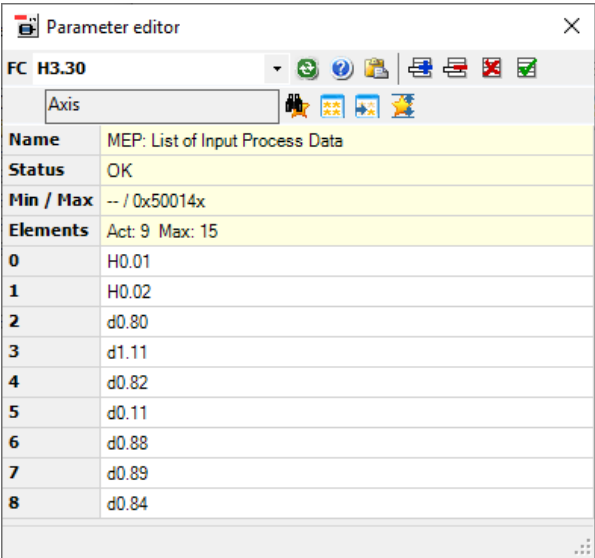 Parameter editor
FC H3.30
Axis
Name MEP: List of Input Process Data
Status OK
Min / Max -- / 0x50014x
Elements Act: 9 Max: 15
0 H0.01
1 H0.02
2 d0.80
3 d1.11
4 d0.82
5 d0.11
6 d0.88
7 d0.89
8 d0.84